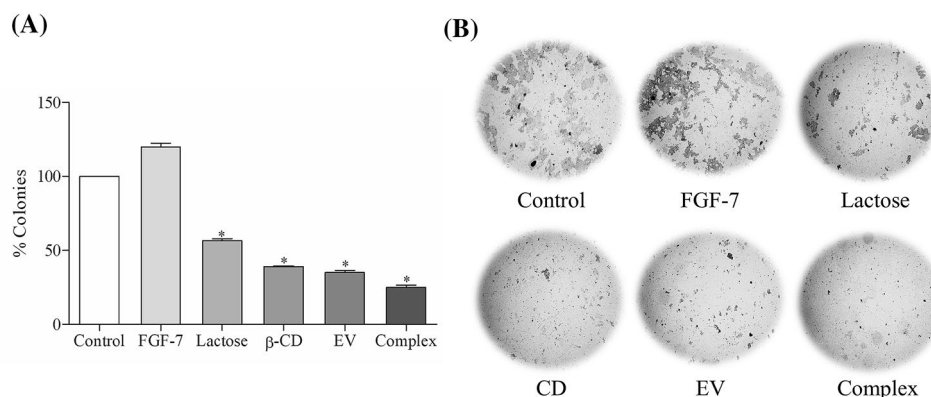 (A)
% Colonies
150
100
50
0
*
*
*
*
Control FGF-7 Lactose β-CD EV Complex
(B)
Control FGF-7 Lactose
CD EV Complex